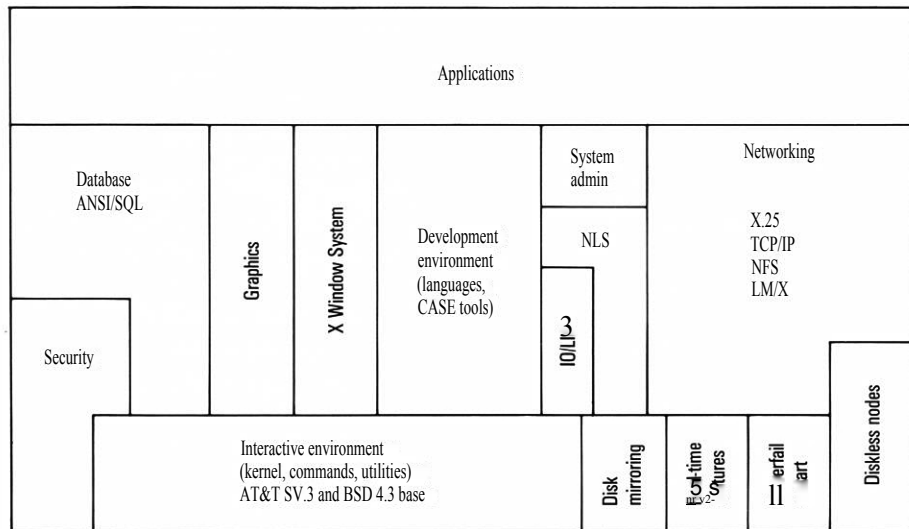 Applications
Database
ANSI/SQL
Graphics
X Window System
Development
environment
(languages,
CASE tools)
System
admin
NLS
Networking
X.25
TCP/IP
NFS
LM/X
Security
Interactive environment
(kernel, commands, utilities)
AT&T SV.3 and BSD 4.3 base
Disk
mirroring
Diskless nodes